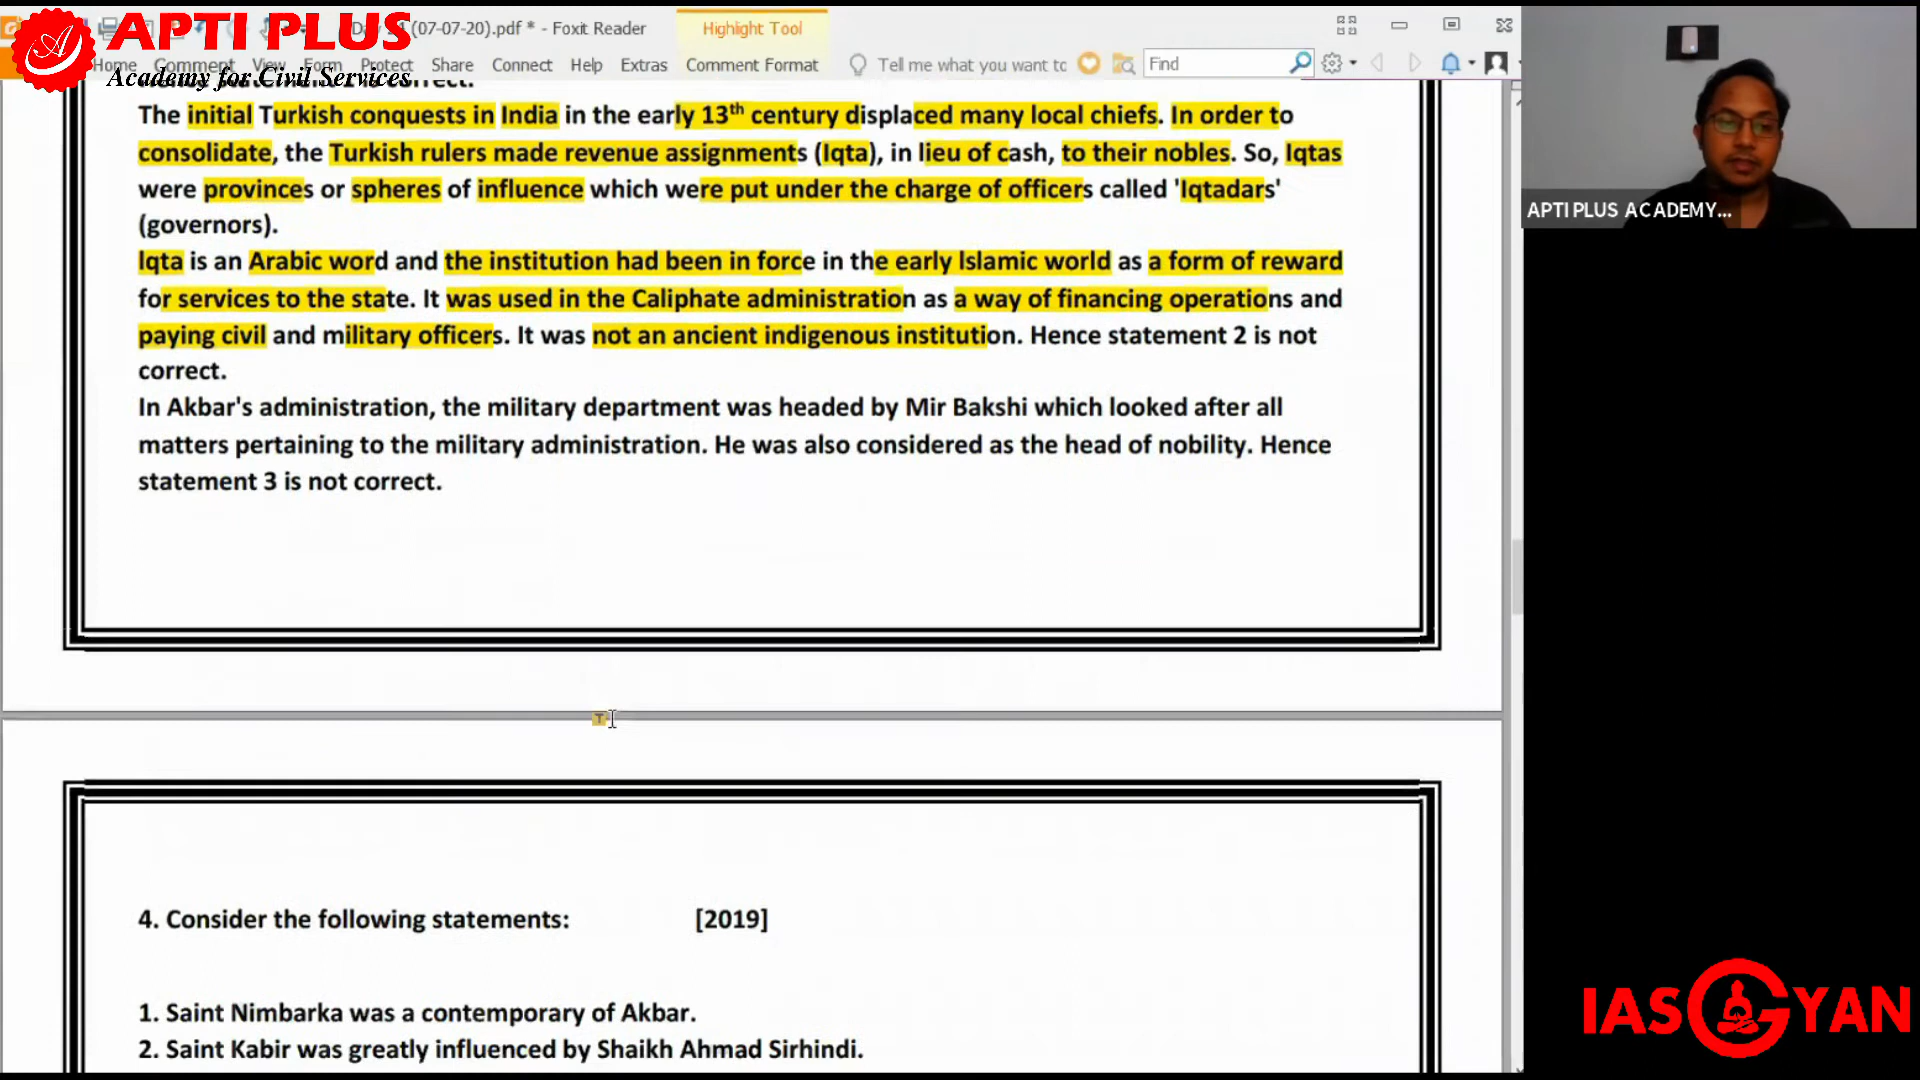 APTI PLUS
Academy for Civil Services
(07-07-20).pdf * - Foxit Reader
Highlight Tool
Home Comment View Form Protect Share Connect Help Extras Comment Format Tell me what you want to Find
The initial Turkish conquests in India in the early 13th century displaced many local chiefs. In order to
consolidate, the Turkish rulers made revenue assignments (Iqta), in lieu of cash, to their nobles. So, Iqtas
were provinces or spheres of influence which were put under the charge of officers called 'Iqtadars'
(governors).
Iqta is an Arabic word and the institution had been in force in the early Islamic world as a form of reward
for services to the state. It was used in the Caliphate administration as a way of financing operations and
paying civil and military officers. It was not an ancient indigenous institution. Hence statement 2 is not
correct.
In Akbar's administration, the military department was headed by Mir Bakshi which looked after all
matters pertaining to the military administration. He was also considered as the head of nobility. Hence
statement 3 is not correct.
4. Consider the following statements: [2019]
1. Saint Nimbarka was a contemporary of Akbar.
2. Saint Kabir was greatly influenced by Shaikh Ahmad Sirhindi.
APTI PLUS ACADEMY...
IAS GYAN